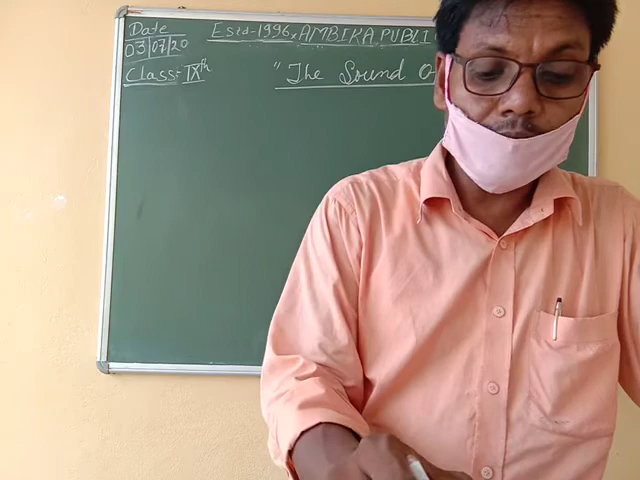 Date
03/07/20
Estd-1996, AMBIKA PUBLI
Class-IXth
"The Sound O